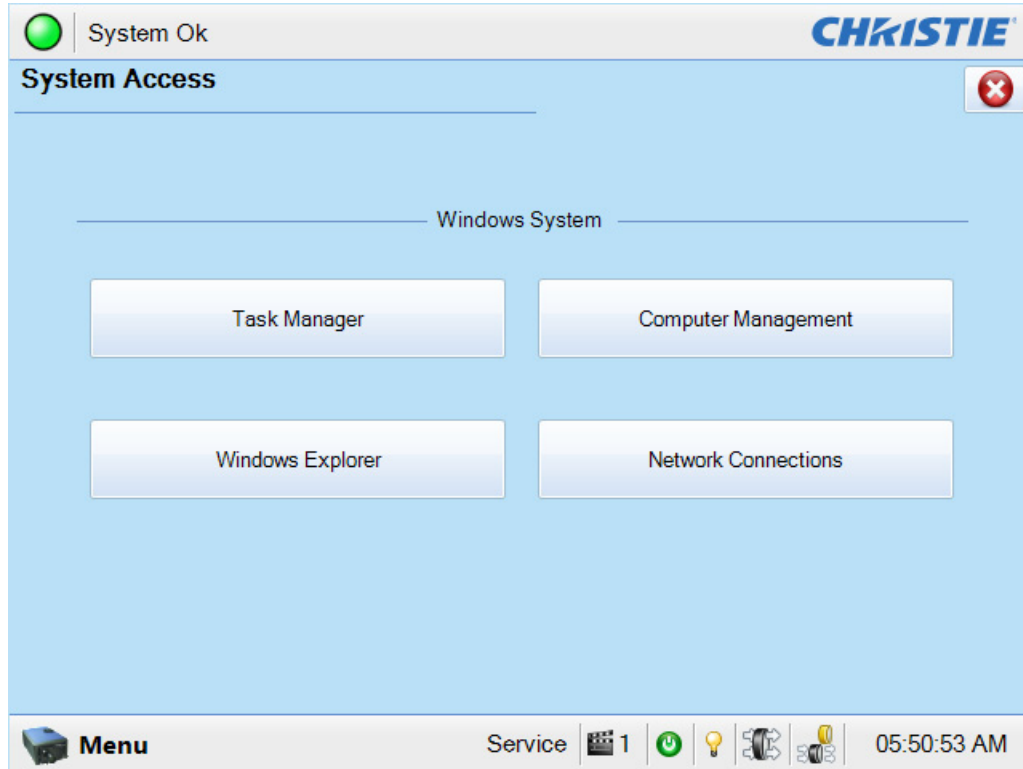 System Ok
CHRISTIE
System Access
Windows System
Task Manager
Computer Management
Windows Explorer
Network Connections
Menu
Service
1
05:50:53 AM